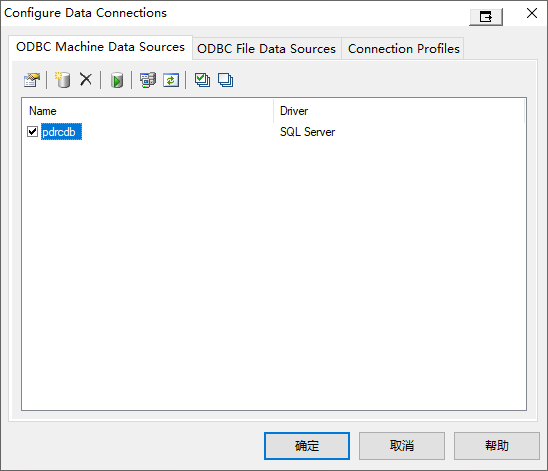 Configure Data Connections
ODBC Machine Data Sources ODBC File Data Sources Connection Profiles
Name Driver
pdrcdb SQL Server
确定 取消 帮助